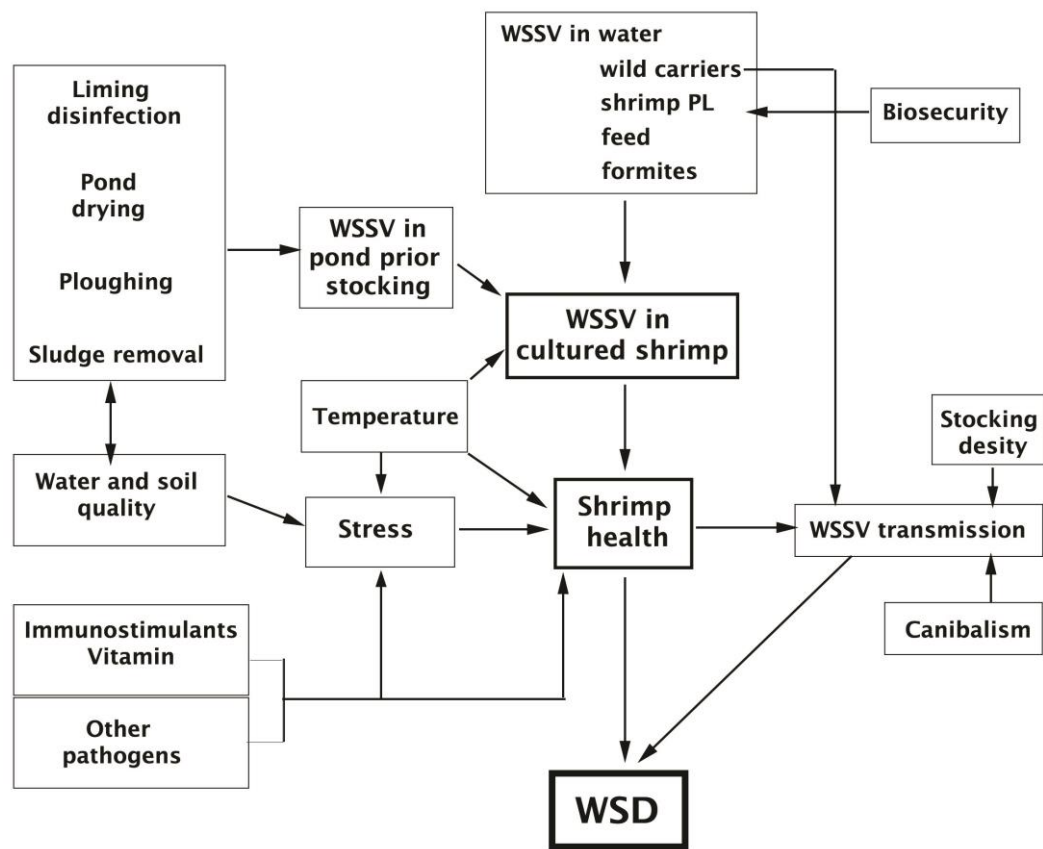 WSSV in water
wild carriers
shrimp PL
feed
formites
Biosecurity
Liming
disinfection
Pond
drying
Ploughing
Sludge removal
WSSV in
pond prior
stocking
WSSV in
cultured shrimp
Temperature
Stocking
desity
Water and soil
quality
Stress
Shrimp
health
WSSV transmission
Immunostimulants
Vitamin
Canibalism
Other
pathogens
WSD